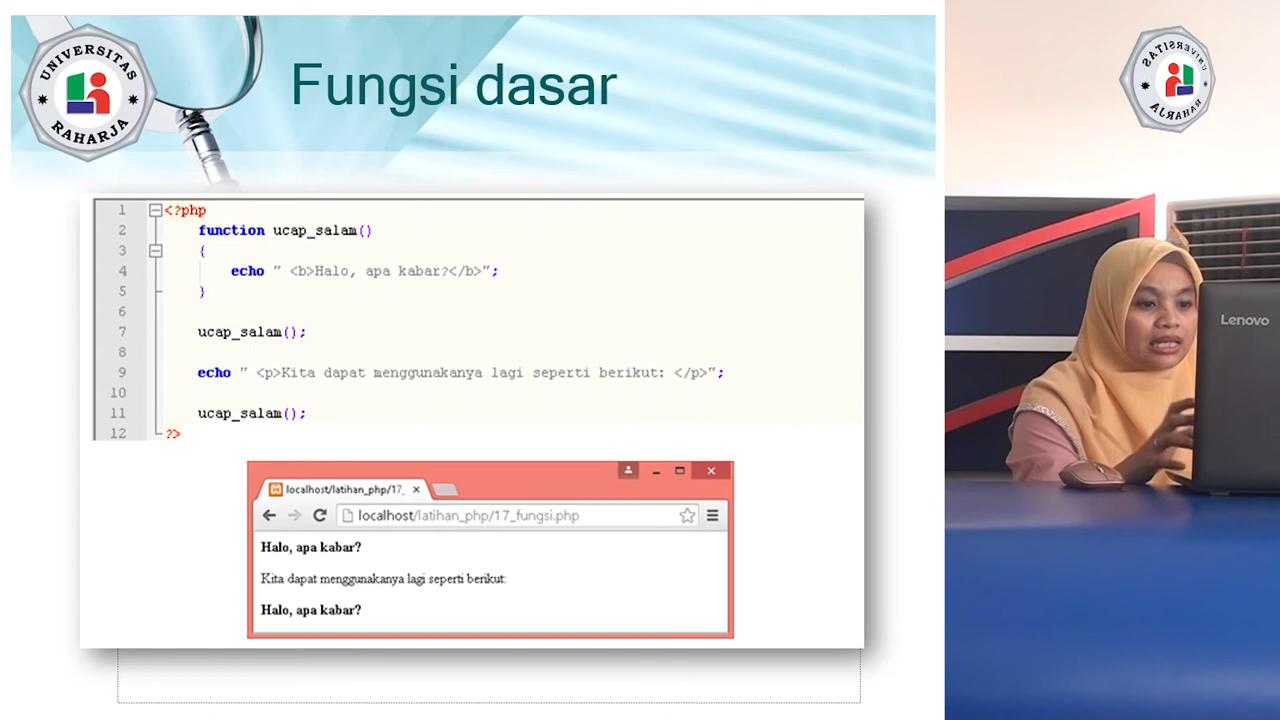 UNIVERSITAS
RAHARJA
Fungsi dasar
1 <?php
2 function ucap_salam()
3 {
4 echo " <b>Halo, apa kabar?</b>";
5 }
6
7 ucap_salam();
8
9 echo " <p>Kita dapat menggunakanya lagi seperti berikut: </p>";
10
11 ucap_salam();
12 ?>
localhost/latihan_php/17_
localhost/latihan_php/17_fungsi.php
Halo, apa kabar?
Kita dapat menggunakanya lagi seperti berikut:
Halo, apa kabar?
UNIVERSITAS
RAHARJA
Lenovo